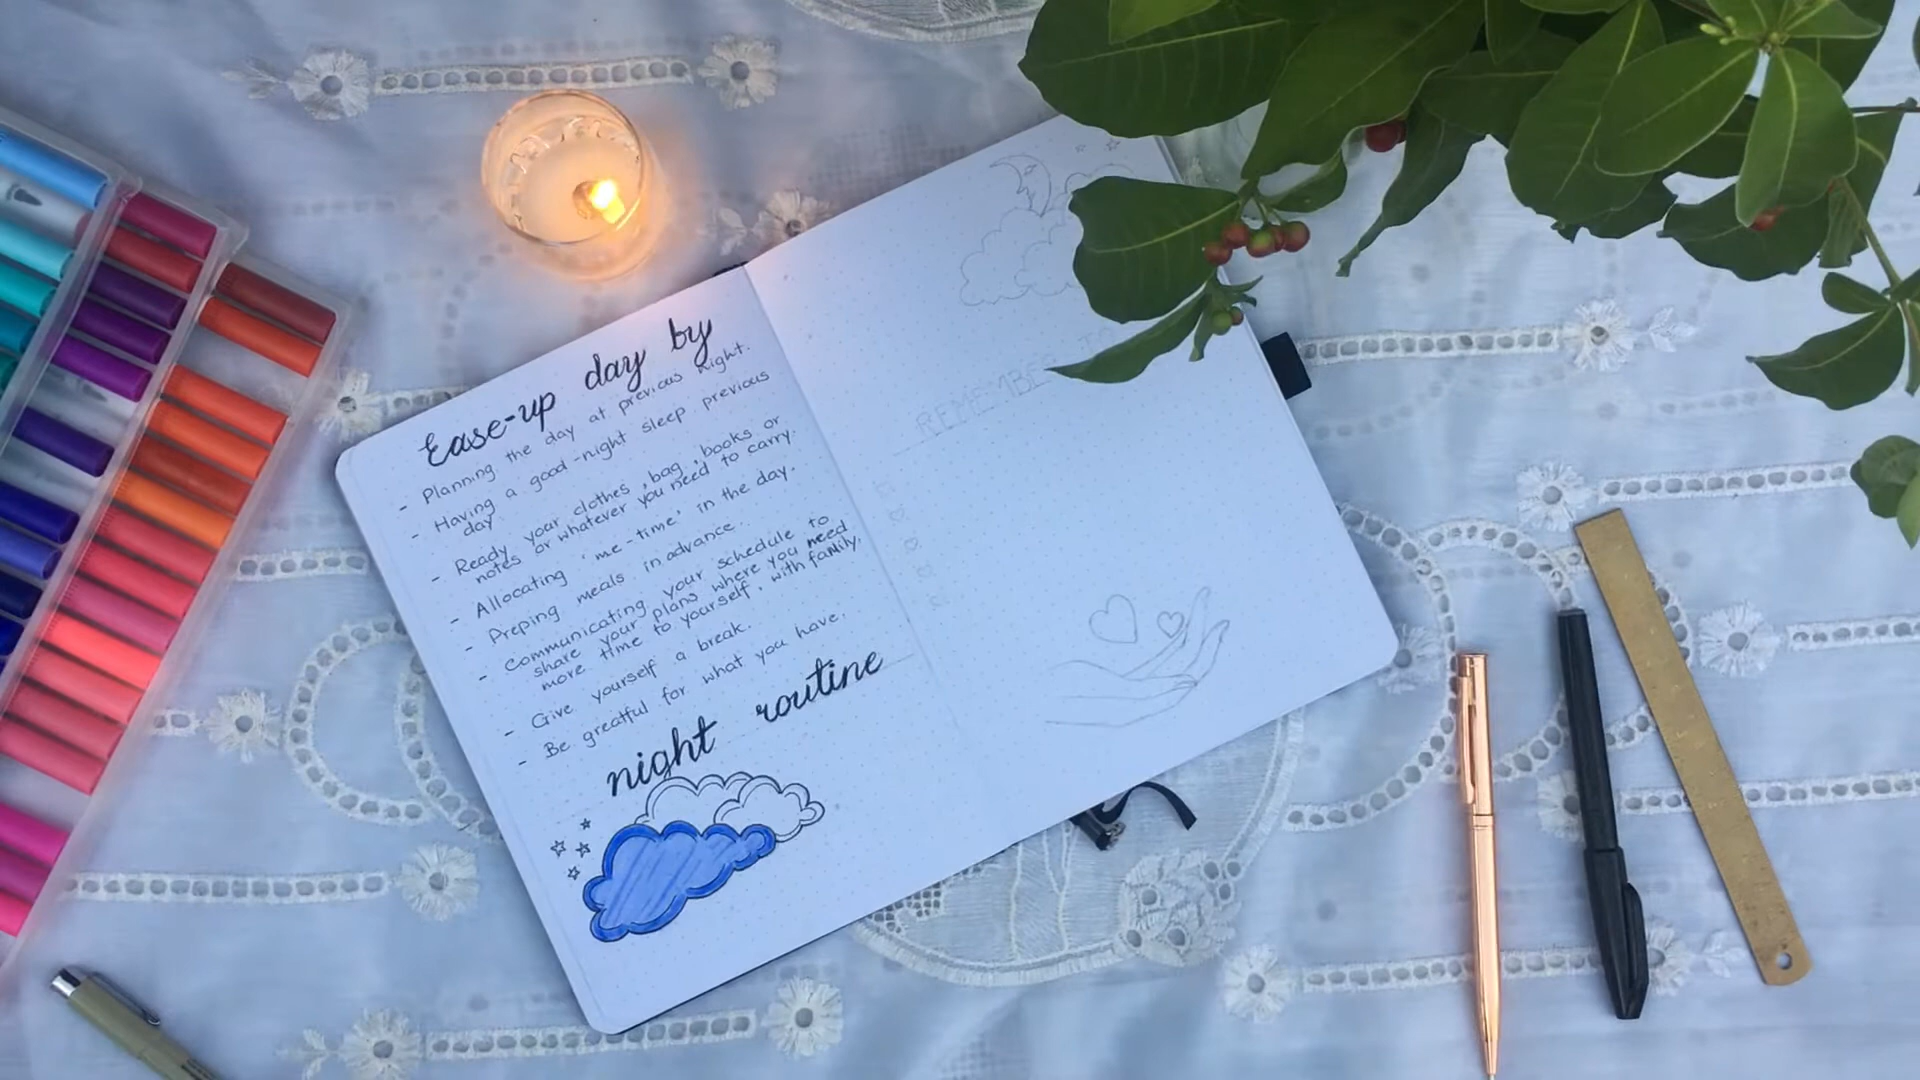 Ease-up day by
- Planning the day at previous night.
- Having a good-night sleep previous
day
- Ready your clothes, bag, books or
notes or whatever you need to carry.
- Allocating 'me-time' in the day.
- Preping meals in advance.
- Communicating your schedule to
share your plans where you need
more time to yourself, with family.
- Give yourself a break.
- Be greatful for what you have.
night routine
REMEMBER